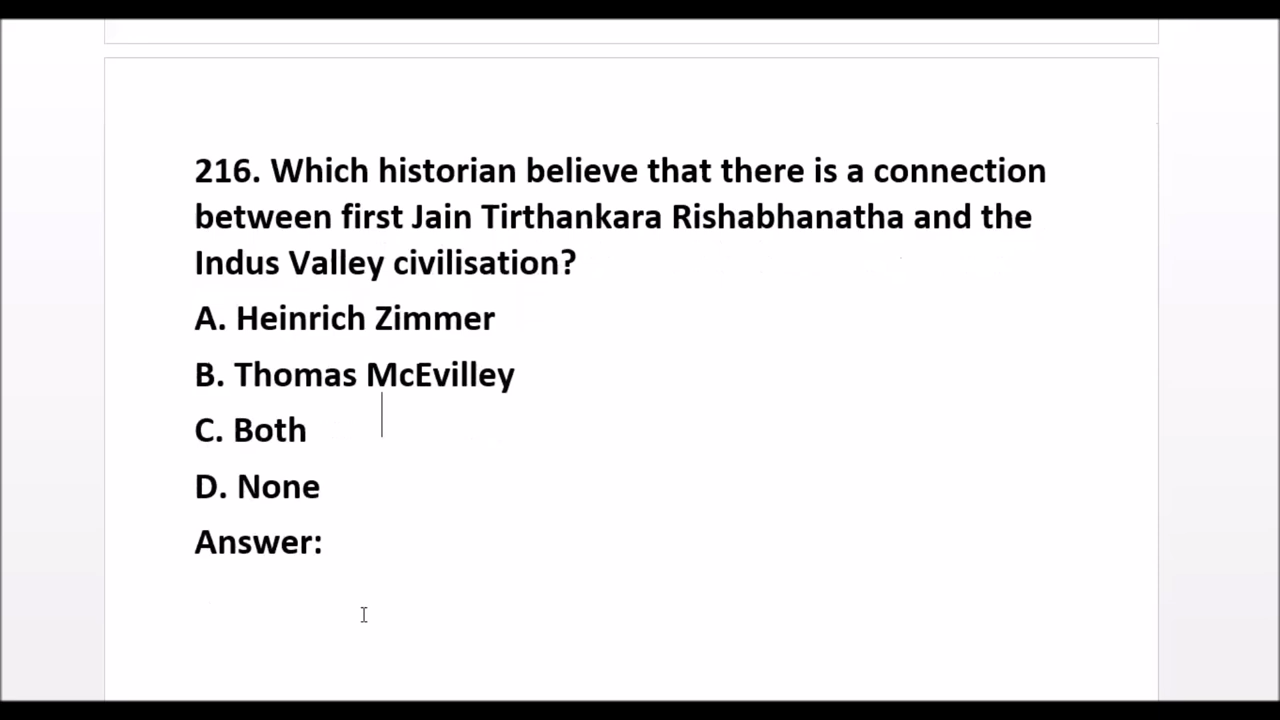 216. Which historian believe that there is a connection
between first Jain Tirthankara Rishabhanatha and the
Indus Valley civilisation?
A. Heinrich Zimmer
B. Thomas McEvilley
C. Both
D. None
Answer: